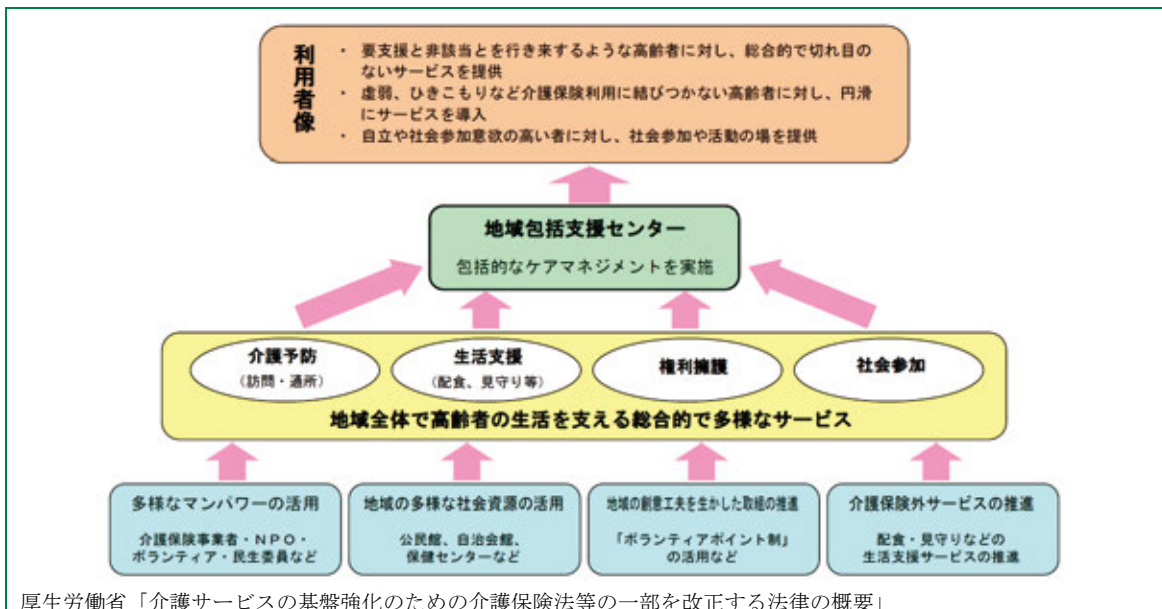 利用者像
・ 要支援と非該当とを行き来するような高齢者に対し、総合的で切れ目の
ないサービスを提供
・ 虚弱、ひきこもりなど介護保険利用に結びつかない高齢者に対し、円滑
にサービスを導入
・ 自立や社会参加意欲の高い者に対し、社会参加や活動の場を提供
地域包括支援センター
包括的なケアマネジメントを実施
介護予防
(訪問・通所)
生活支援
(配食、見守り等)
権利擁護
社会参加
地域全体で高齢者の生活を支える総合的で多様なサービス
多様なマンパワーの活用
介護保険事業者・NPO・
ボランティア・民生委員など
地域の多様な社会資源の活用
公民館、自治会館、
保健センターなど
地域の創意工夫を生かした取組の推進
「ボランティアポイント制」
の活用など
介護保険外サービスの推進
配食・見守りなどの
生活支援サービスの推進
厚生労働省「介護サービスの基盤強化のための介護保険法等の一部を改正する法律の概要」